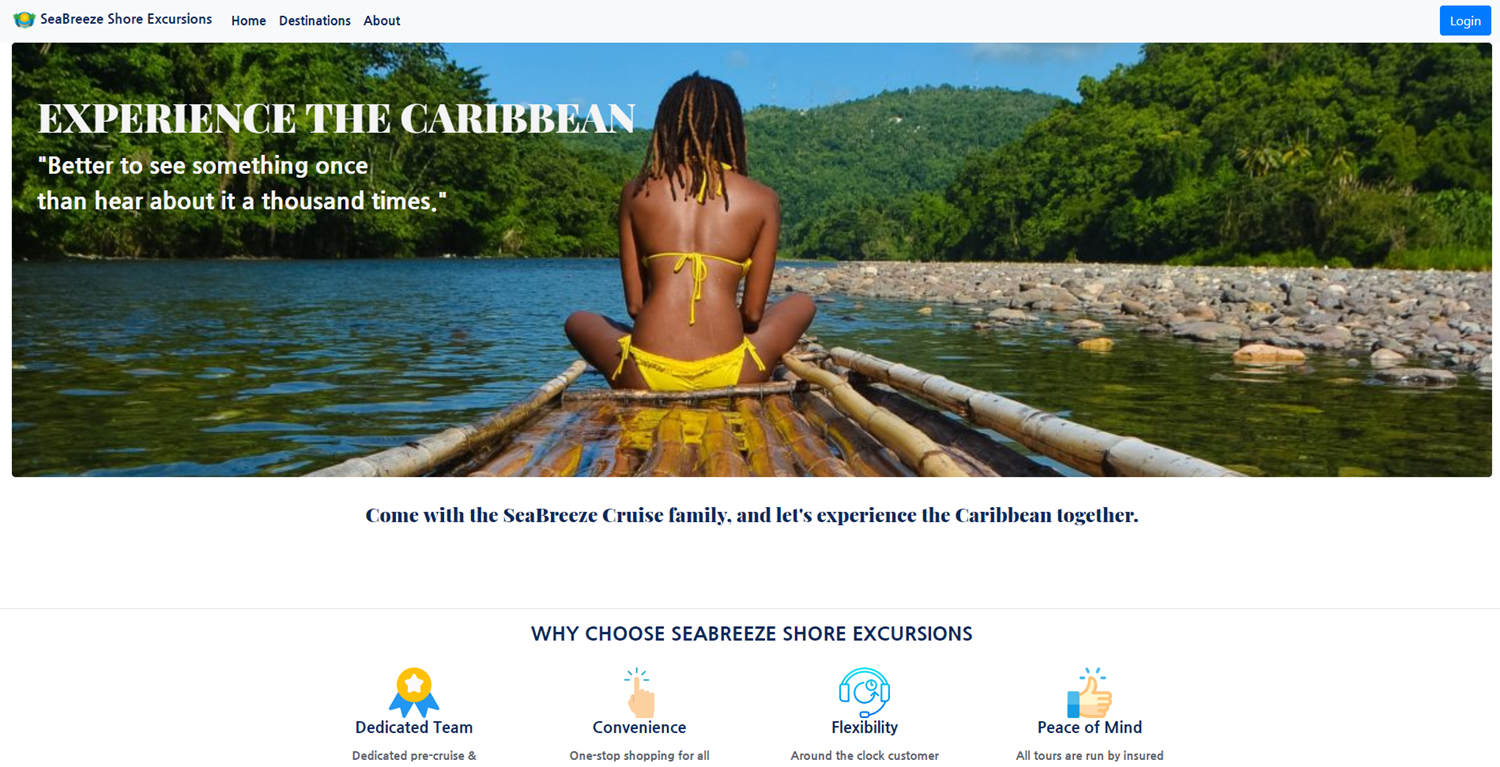 SeaBreeze Shore Excursions Home Destinations About Login
EXPERIENCE THE CARIBBEAN
"Better to see something once
than hear about it a thousand times."
Come with the SeaBreeze Cruise family, and let's experience the Caribbean together.
WHY CHOOSE SEABREEZE SHORE EXCURSIONS
Dedicated Team Convenience Flexibility Peace of Mind
Dedicated pre-cruise & One-stop shopping for all Around the clock customer All tours are run by insured